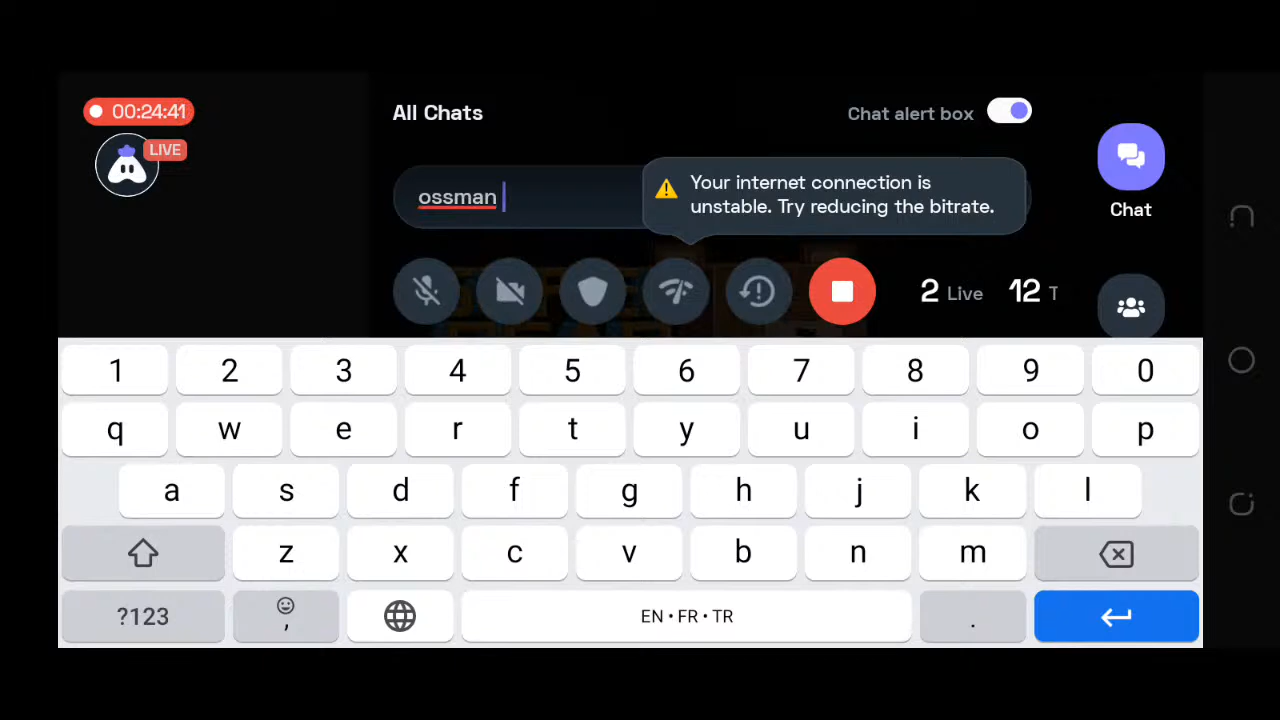 00:24:41
LIVE
All Chats
Chat alert box
ossman
Your internet connection is
unstable. Try reducing the bitrate.
Chat
2 Live 12 T
1 2 3 4 5 6 7 8 9 0
q w e r t y u i o p
a s d f g h j k l
z x c v b n m
?123 , EN • FR • TR .